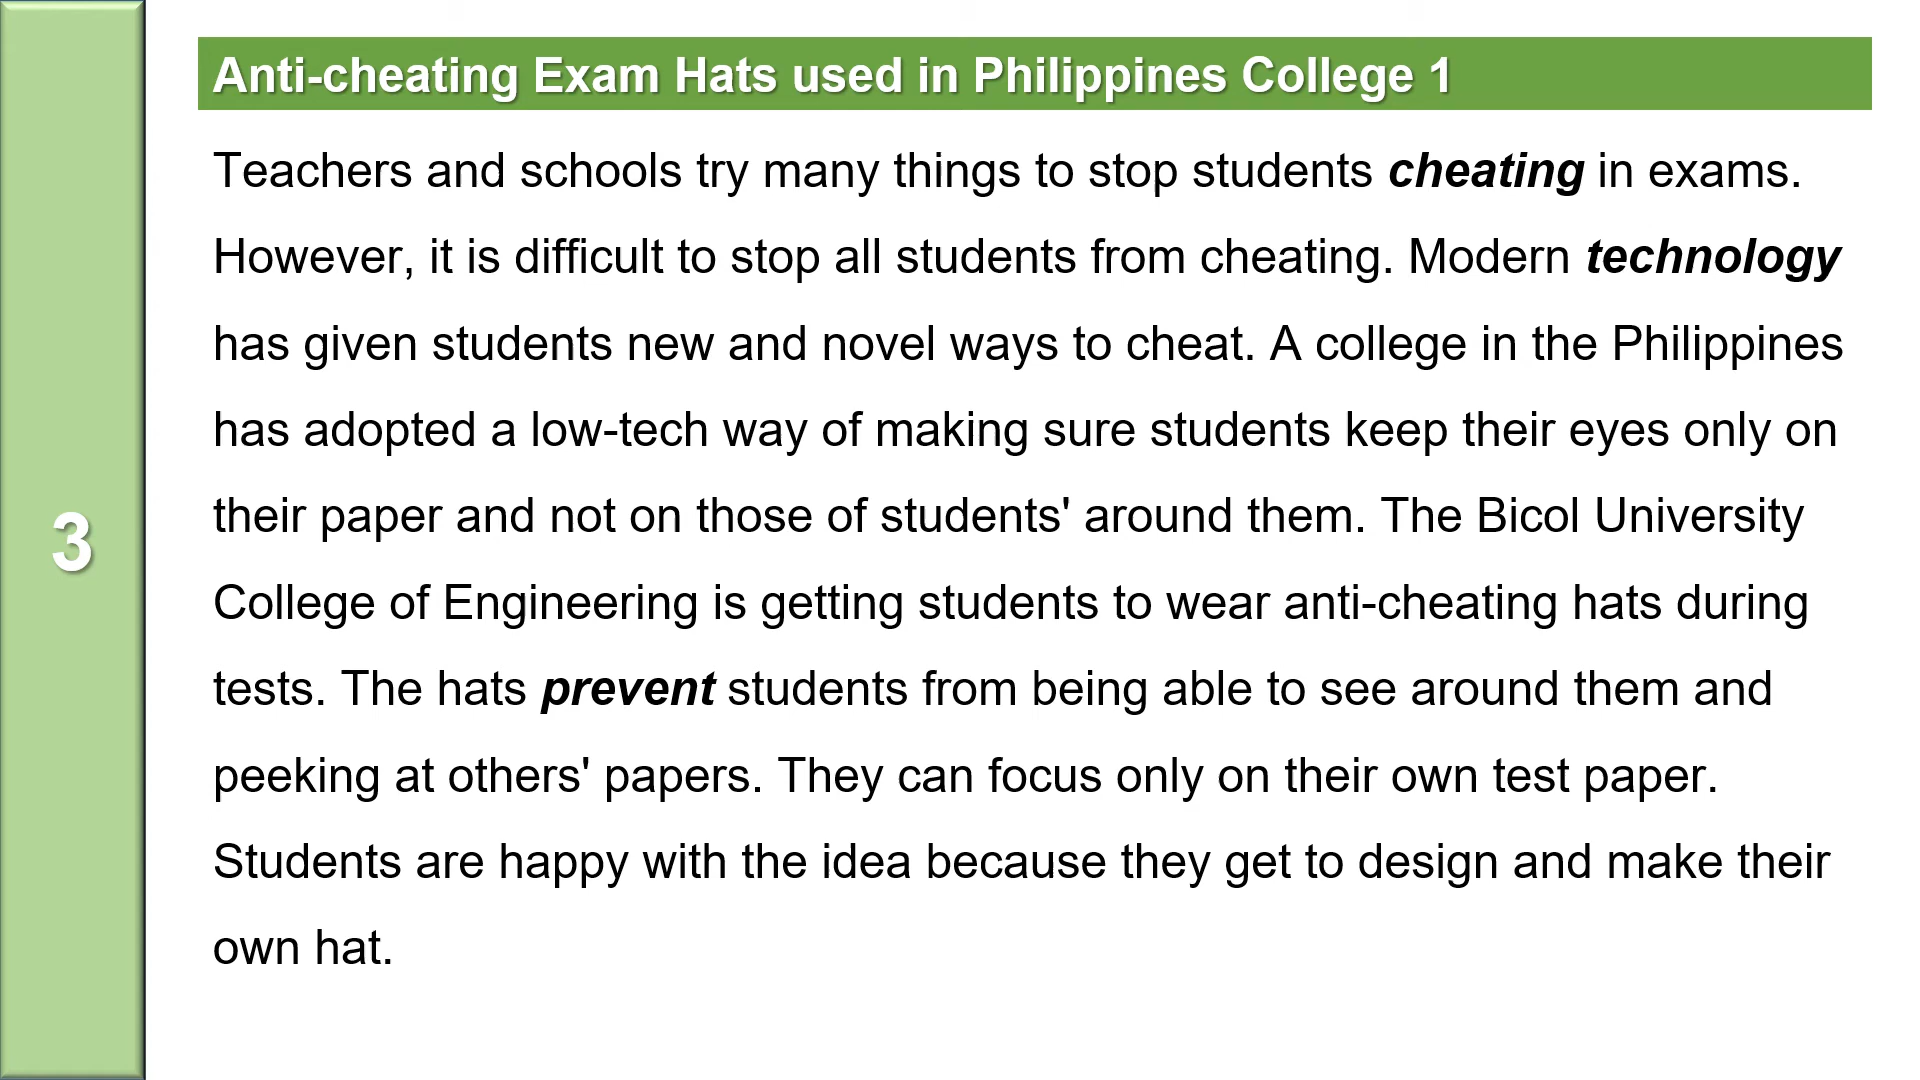 Anti-cheating Exam Hats used in Philippines College 1
Teachers and schools try many things to stop students cheating in exams.
However, it is difficult to stop all students from cheating. Modern technology
has given students new and novel ways to cheat. A college in the Philippines
has adopted a low-tech way of making sure students keep their eyes only on
their paper and not on those of students' around them. The Bicol University
College of Engineering is getting students to wear anti-cheating hats during
tests. The hats prevent students from being able to see around them and
peeking at others' papers. They can focus only on their own test paper.
Students are happy with the idea because they get to design and make their
own hat.
3